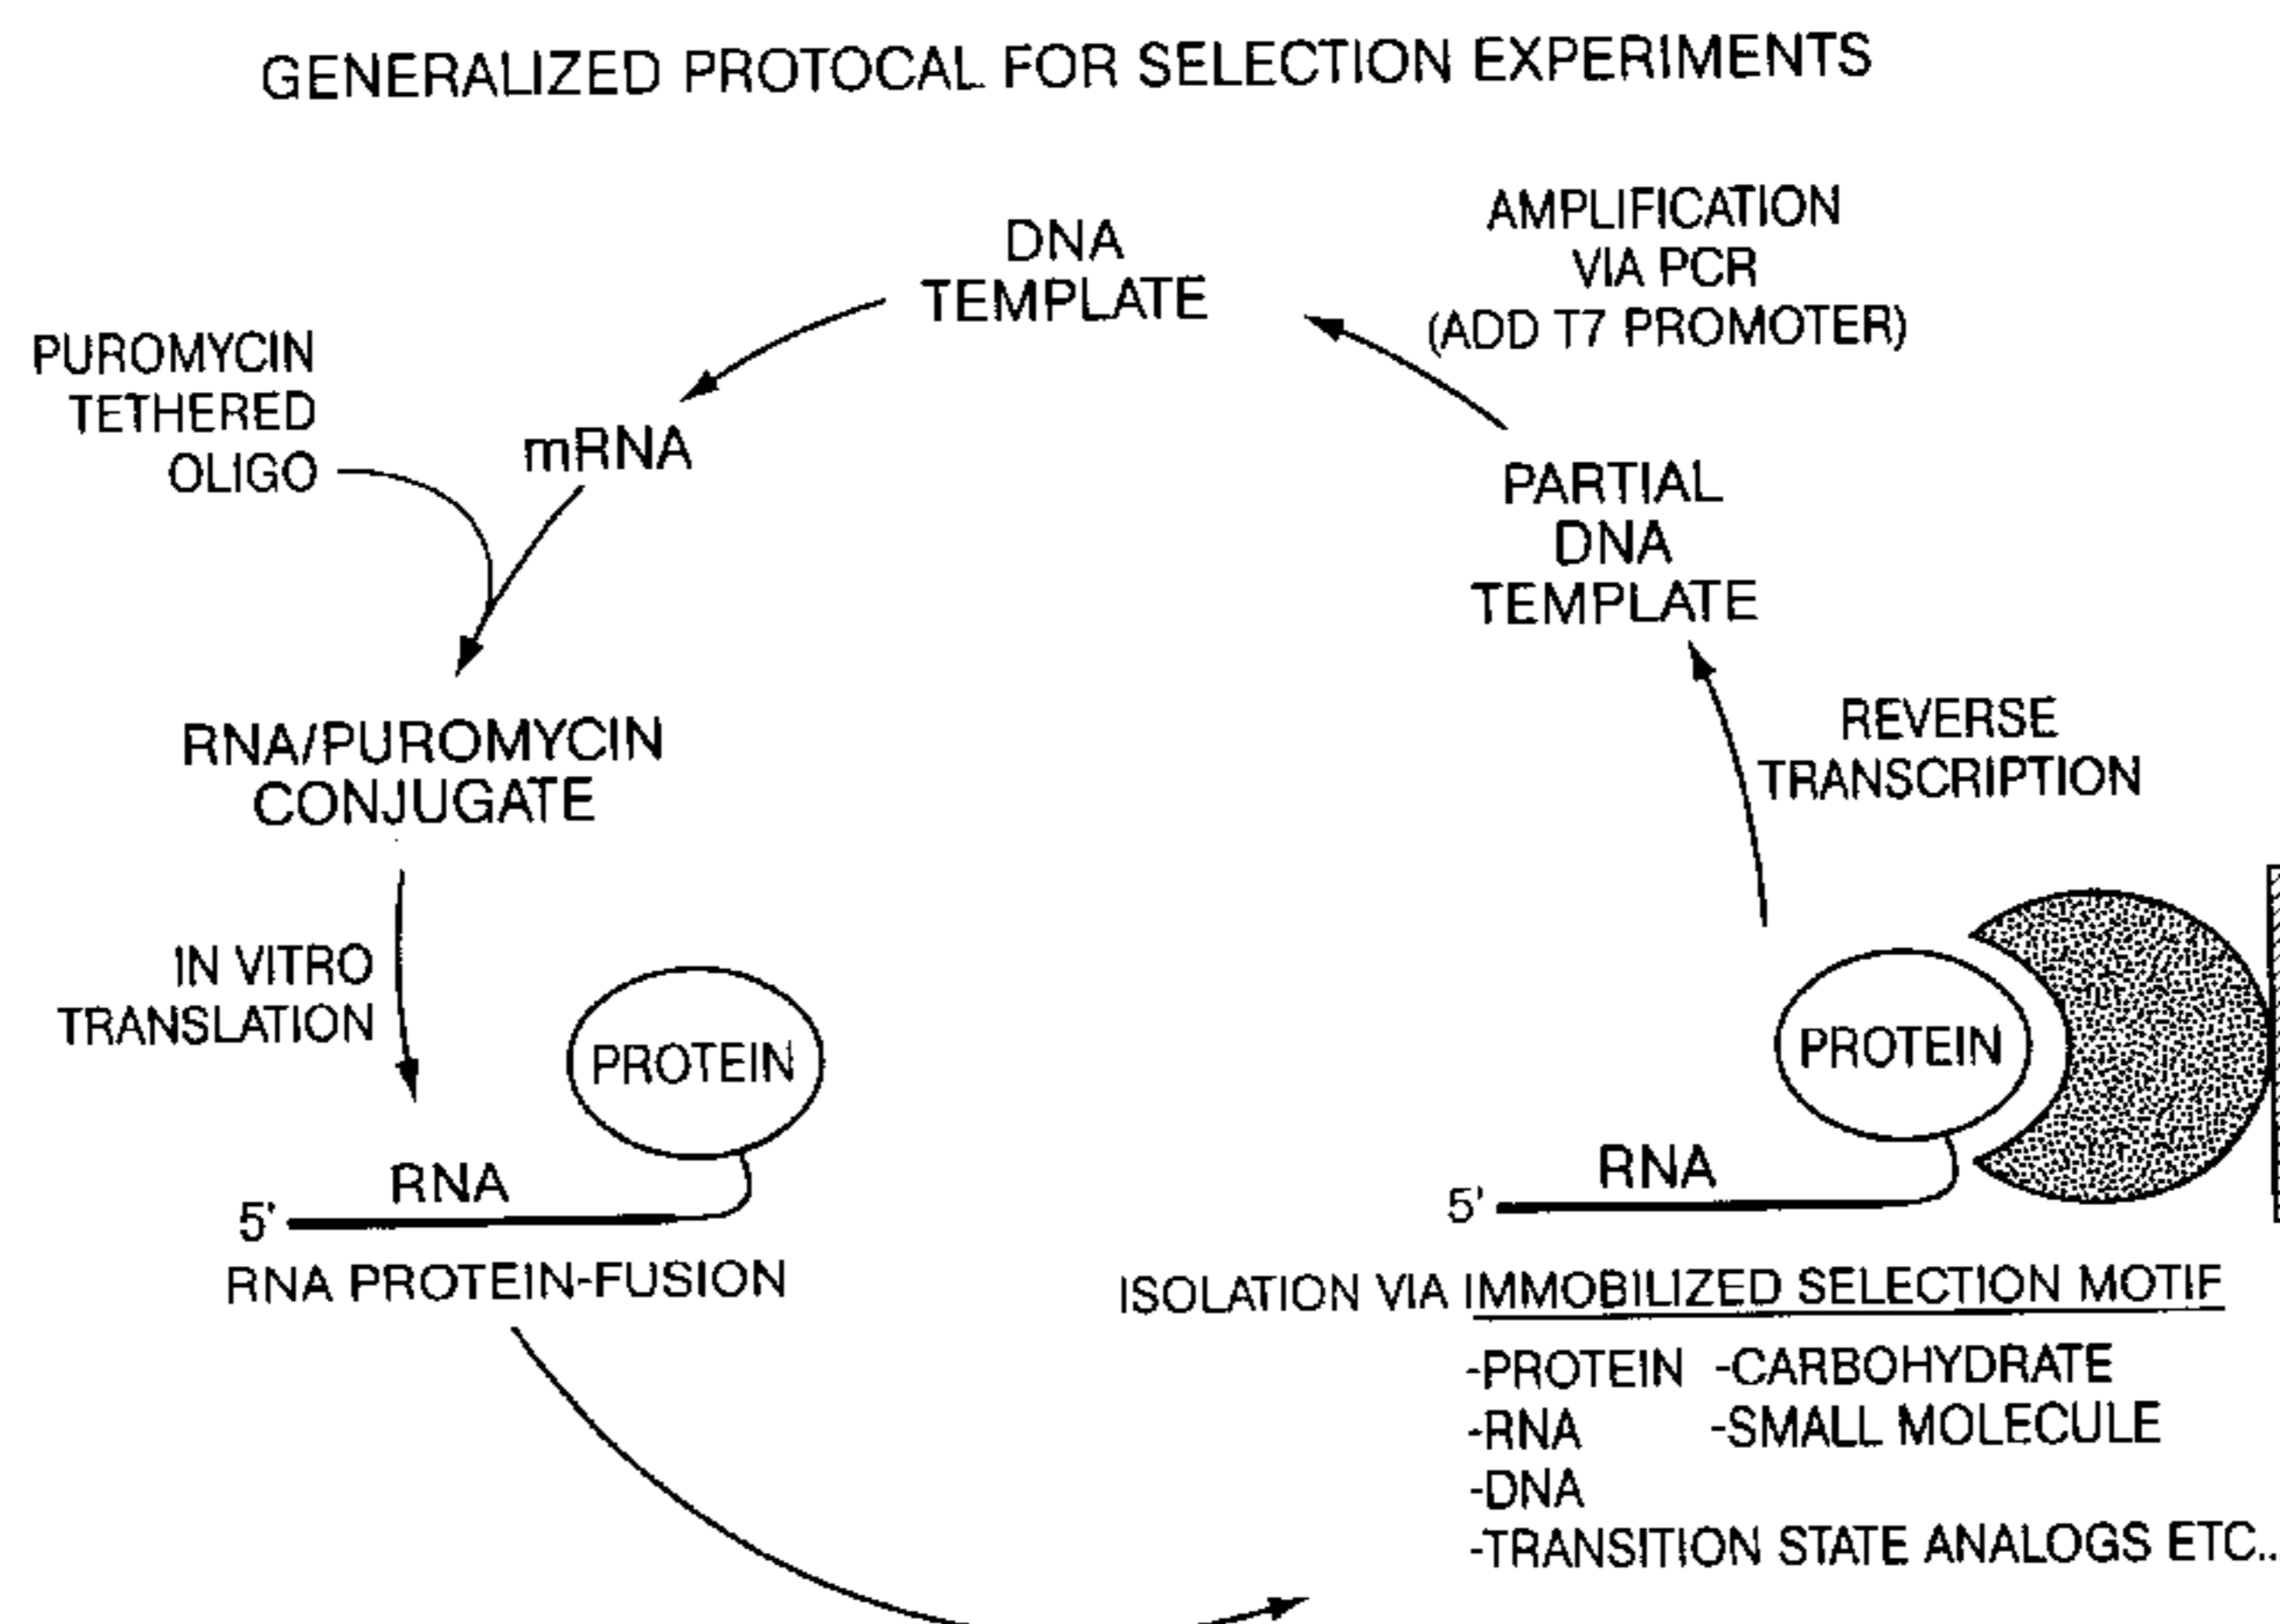 GENERALIZED PROTOCAL FOR SELECTION EXPERIMENTS
DNA
TEMPLATE
AMPLIFICATION
VIA PCR
(ADD T7 PROMOTER)
PUROMYCIN
TETHERED
OLIGO
mRNA
PARTIAL
DNA
TEMPLATE
RNA/PUROMYCIN
CONJUGATE
REVERSE
TRANSCRIPTION
IN VITRO
TRANSLATION
PROTEIN
RNA
5'
RNA PROTEIN-FUSION
PROTEIN
RNA
5'
ISOLATION VIA IMMOBILIZED SELECTION MOTIF
-PROTEIN -CARBOHYDRATE
-RNA -SMALL MOLECULE
-DNA
-TRANSITION STATE ANALOGS ETC..